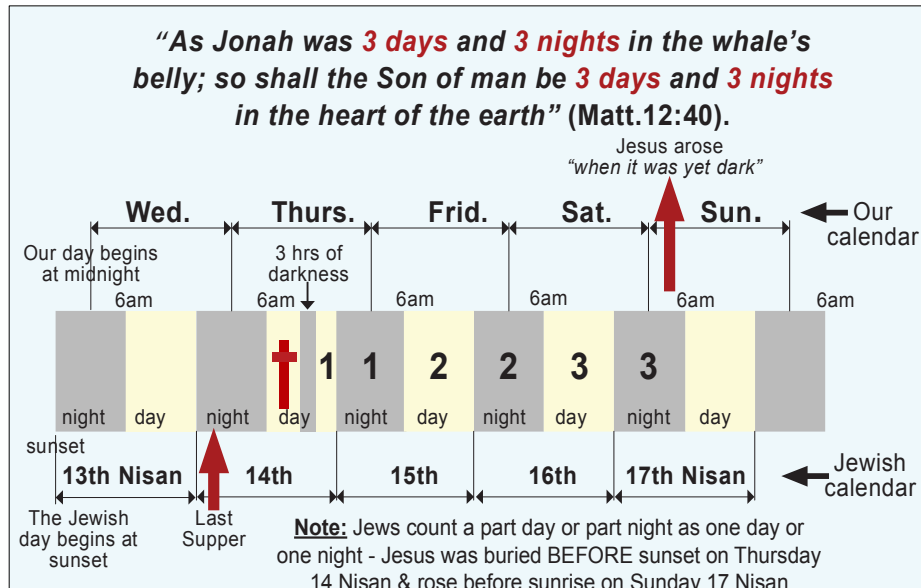 “As Jonah was 3 days and 3 nights in the whale’s
belly; so shall the Son of man be 3 days and 3 nights
in the heart of the earth” (Matt.12:40).
Jesus arose
“when it was yet dark”
Wed. Thurs. Frid. Sat. Sun.
Our
calendar
Our day begins
at midnight
3 hrs of
darkness
6am 6am 6am 6am 6am 6am
1 1 2 2 3 3
night day night day night day night day night day
sunset
13th Nisan 14th 15th 16th 17th Nisan
Jewish
calendar
The Jewish
day begins at
sunset
Last
Supper
Note: Jews count a part day or part night as one day or
one night - Jesus was buried BEFORE sunset on Thursday
14 Nisan & rose before sunrise on Sunday 17 Nisan